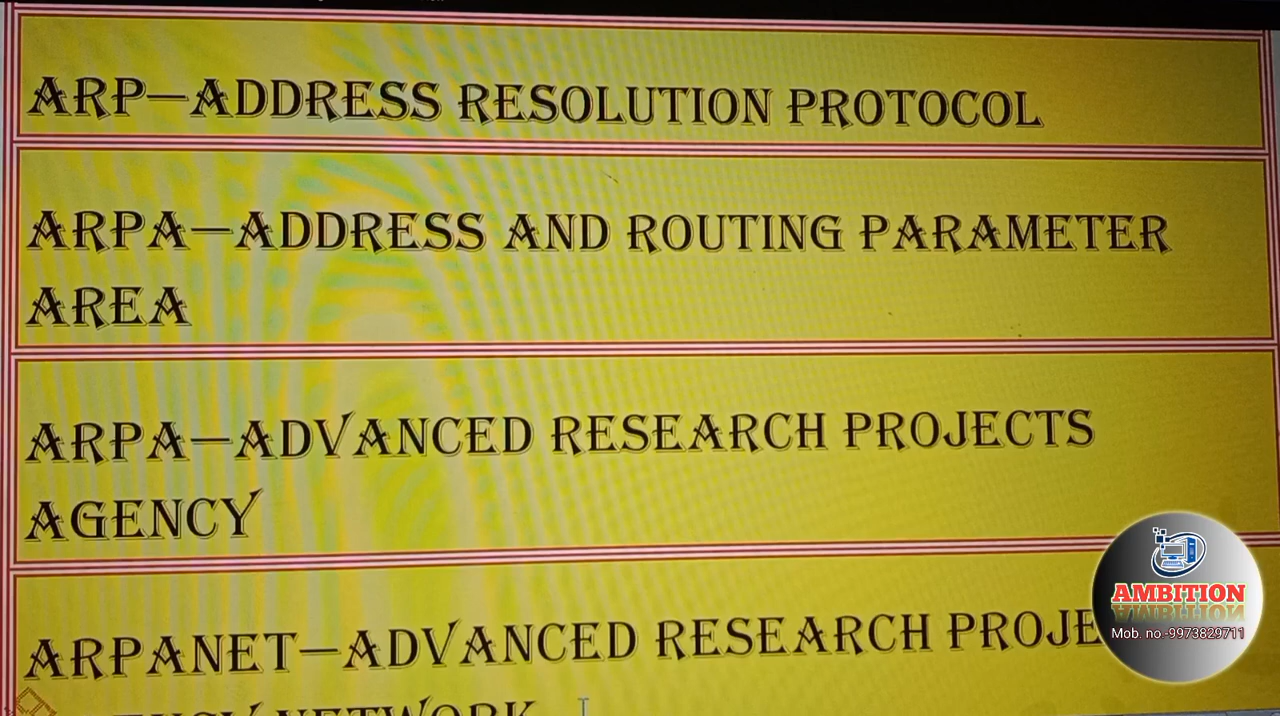 ARP—ADDRESS RESOLUTION PROTOCOL
ARPA—ADDRESS AND ROUTING PARAMETER
AREA
ARPA—ADVANCED RESEARCH PROJECTS
AGENCY
ARPANET—ADVANCED RESEARCH PROJE
NETWORK
AMBITION
Mob. no.-9973829711